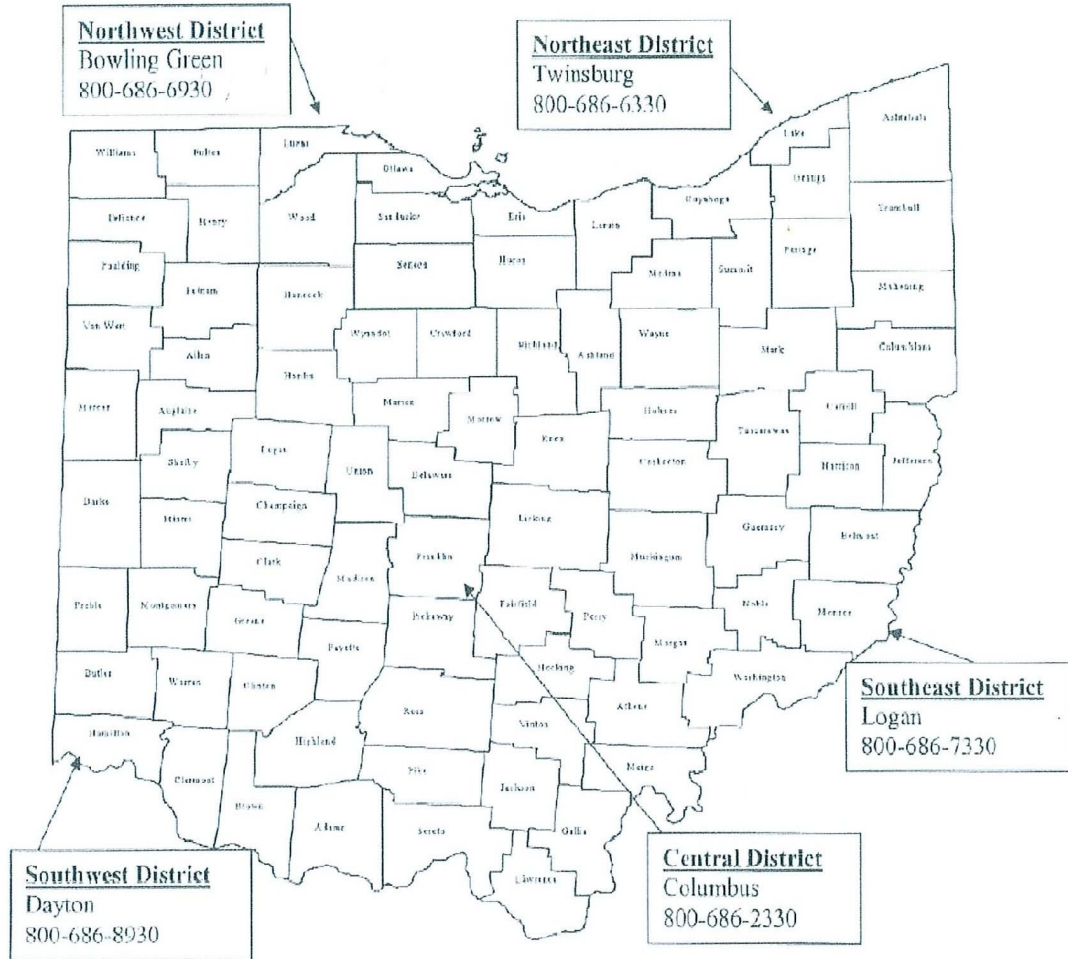 Northwest District
Bowling Green
800-686-6930
Northeast District
Twinsburg
800-686-6330
Ashtabula
Lake
Williams
Fulton
Lucas
Ottawa
Geauga
Cuyahoga
Trumbull
Defiance
Henry
Wood
Sandusky
Erie
Lorain
Portage
Summit
Medina
Paulding
Seneca
Huron
Mahoning
Putnam
Hancock
Van Wert
Wyandot
Crawford
Richland
Ashland
Wayne
Stark
Columbiana
Allen
Hardin
Mercer
Auglaize
Marion
Morrow
Holmes
Carroll
Tuscarawas
Knox
Logan
Shelby
Union
Delaware
Coshocton
Harrison
Jefferson
Darke
Champaign
Miami
Licking
Guernsey
Belmont
Clark
Franklin
Muskingum
Madison
Preble
Montgomery
Greene
Pickaway
Fairfield
Perry
Noble
Monroe
Morgan
Fayette
Hocking
Washington
Butler
Warren
Clinton
Ross
Athens
Vinton
Hamilton
Highland
Meigs
Clermont
Pike
Jackson
Brown
Adams
Scioto
Gallia
Lawrence
Southeast District
Logan
800-686-7330
Southwest District
Dayton
800-686-8930
Central District
Columbus
800-686-2330